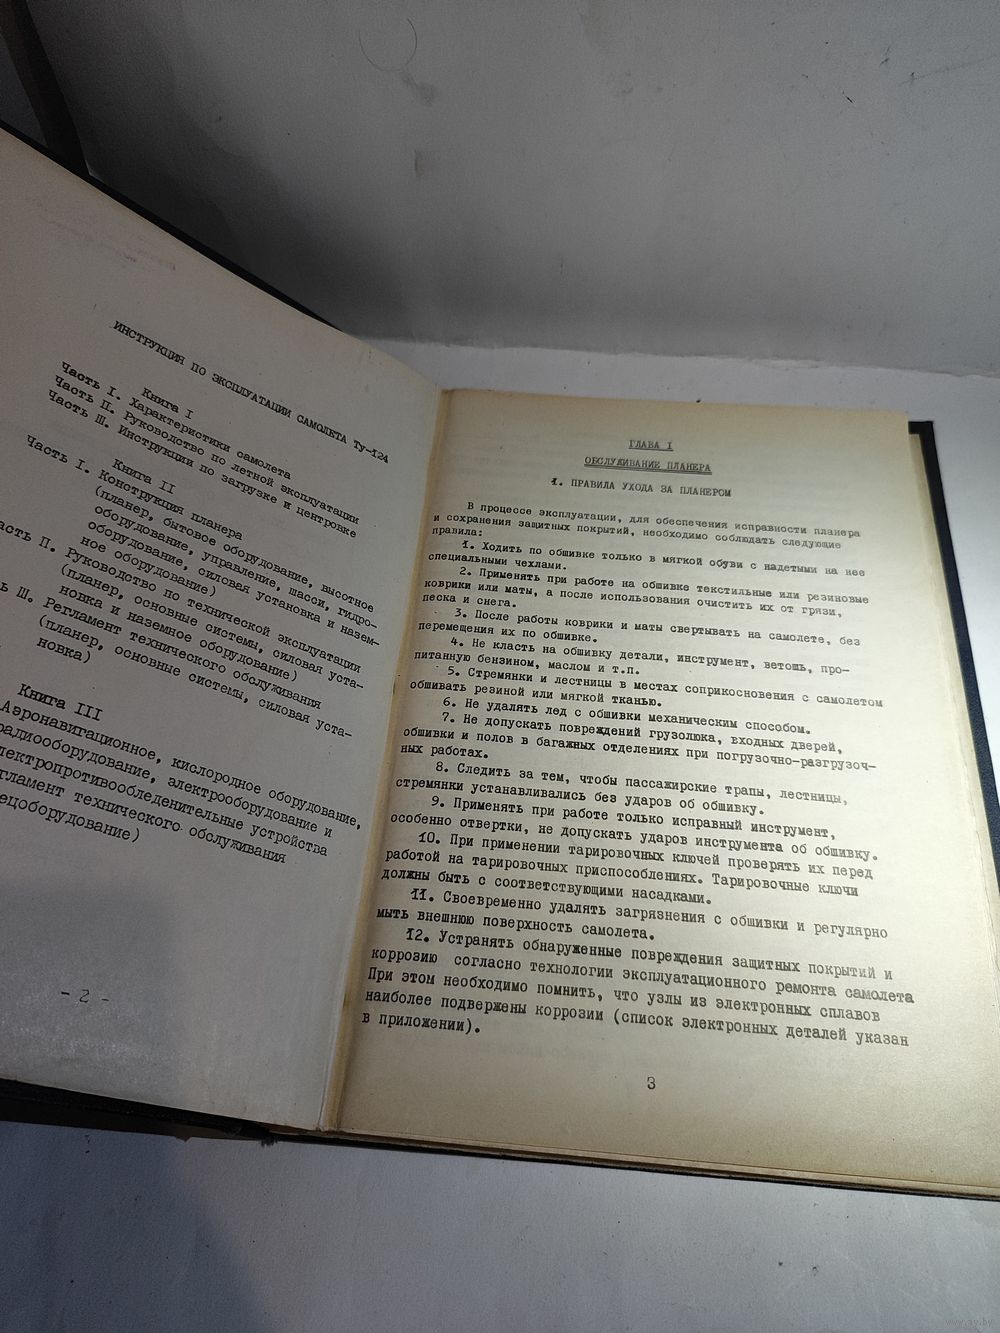 ИНСТРУКЦИЯ ПО ЭКСПЛУАТАЦИИ САМОЛЕТА Ту-124
Книга I
Часть I. Характеристики самолета
Часть П. Руководство по летной эксплуатации
Часть Ш. Инструкции по загрузке и центровке
Книга II
Часть I. Конструкция планера
(планер, бытовое оборудование, высотное
оборудование, управление, шасси, гидро-
оборудование, силовая установка и назем-
ное оборудование)
асть П. Руководство по технической эксплуатации
(планер, основные системы, силовая уста-
новка и наземное оборудование)
ь Ш. Регламент технического обслуживания
(планер, основные системы, силовая уста-
новка)
Книга III
Аэронавигационное, кислородное оборудование,
радиооборудование, электрооборудование и
лектропротивообледенительные устройства
гламент технического обслуживания
ецоборудование)
- 2 -
ГЛАВА I
ОБСЛУЖИВАНИЕ ПЛАНЕРА
1. ПРАВИЛА УХОДА ЗА ПЛАНЕРОМ
В процессе эксплуатации, для обеспечения исправности планера
и сохранения защитных покрытий, необходимо соблюдать следующие
правила:
1. Ходить по обшивке только в мягкой обуви с надетыми на нее
специальными чехлами.
2. Применять при работе на обшивке текстильные или резиновые
коврики или маты, а после использования очистить их от грязи,
песка и снега.
3. После работы коврики и маты свертывать на самолете, без
перемещения их по обшивке.
4. Не класть на обшивку детали, инструмент, ветошь, про-
питанную бензином, маслом и т.п.
5. Стремянки и лестницы в местах соприкосновения с самолетом
обшивать резиной или мягкой тканью.
6. Не удалять лед с обшивки механическим способом.
7. Не допускать повреждений грузолюка, входных дверей,
обшивки и полов в багажных отделениях при погрузочно-разгрузоч-
ных работах.
8. Следить за тем, чтобы пассажирские трапы, лестницы,
стремянки устанавливались без ударов об обшивку.
9. Применять при работе только исправный инструмент,
особенно отвертки, не допускать ударов инструмента об обшивку.
10. При применении тарировочных ключей проверять их перед
работой на тарировочных приспособлениях. Тарировочные ключи
должны быть с соответствующими насадками.
11. Своевременно удалять загрязнения с обшивки и регулярно
мыть внешнюю поверхность самолета.
12. Устранять обнаруженные повреждения защитных покрытий и
коррозию согласно технологии эксплуатационного ремонта самолета
При этом необходимо помнить, что узлы из электронных сплавов
наиболее подвержены коррозии (список электронных деталей указан
в приложении).
3
www.ay.by